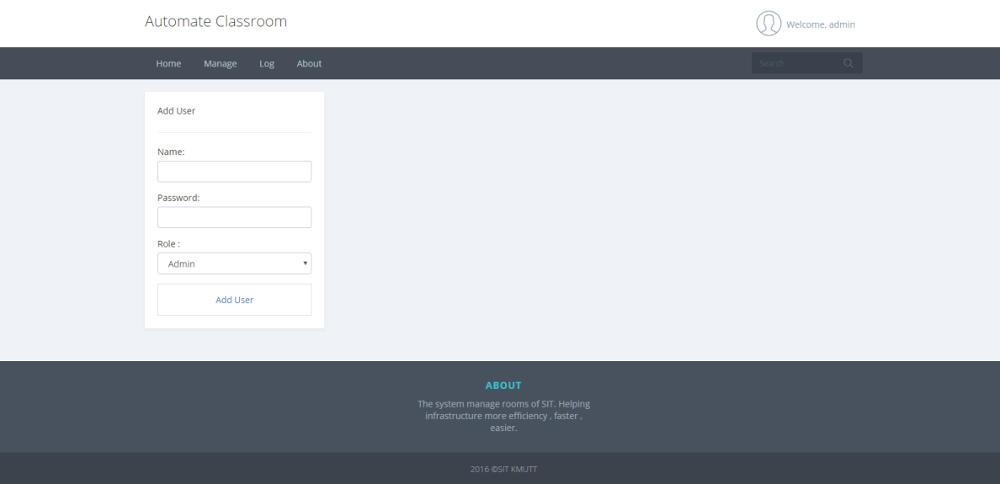 Automate Classroom
Welcome, admin
Home Manage Log About
Search
Add User
Name:
Password:
Role :
Admin
Add User
ABOUT
The system manage rooms of SIT. Helping
infrastructure more efficiency , faster ,
easier.
2016 ©SIT KMUTT